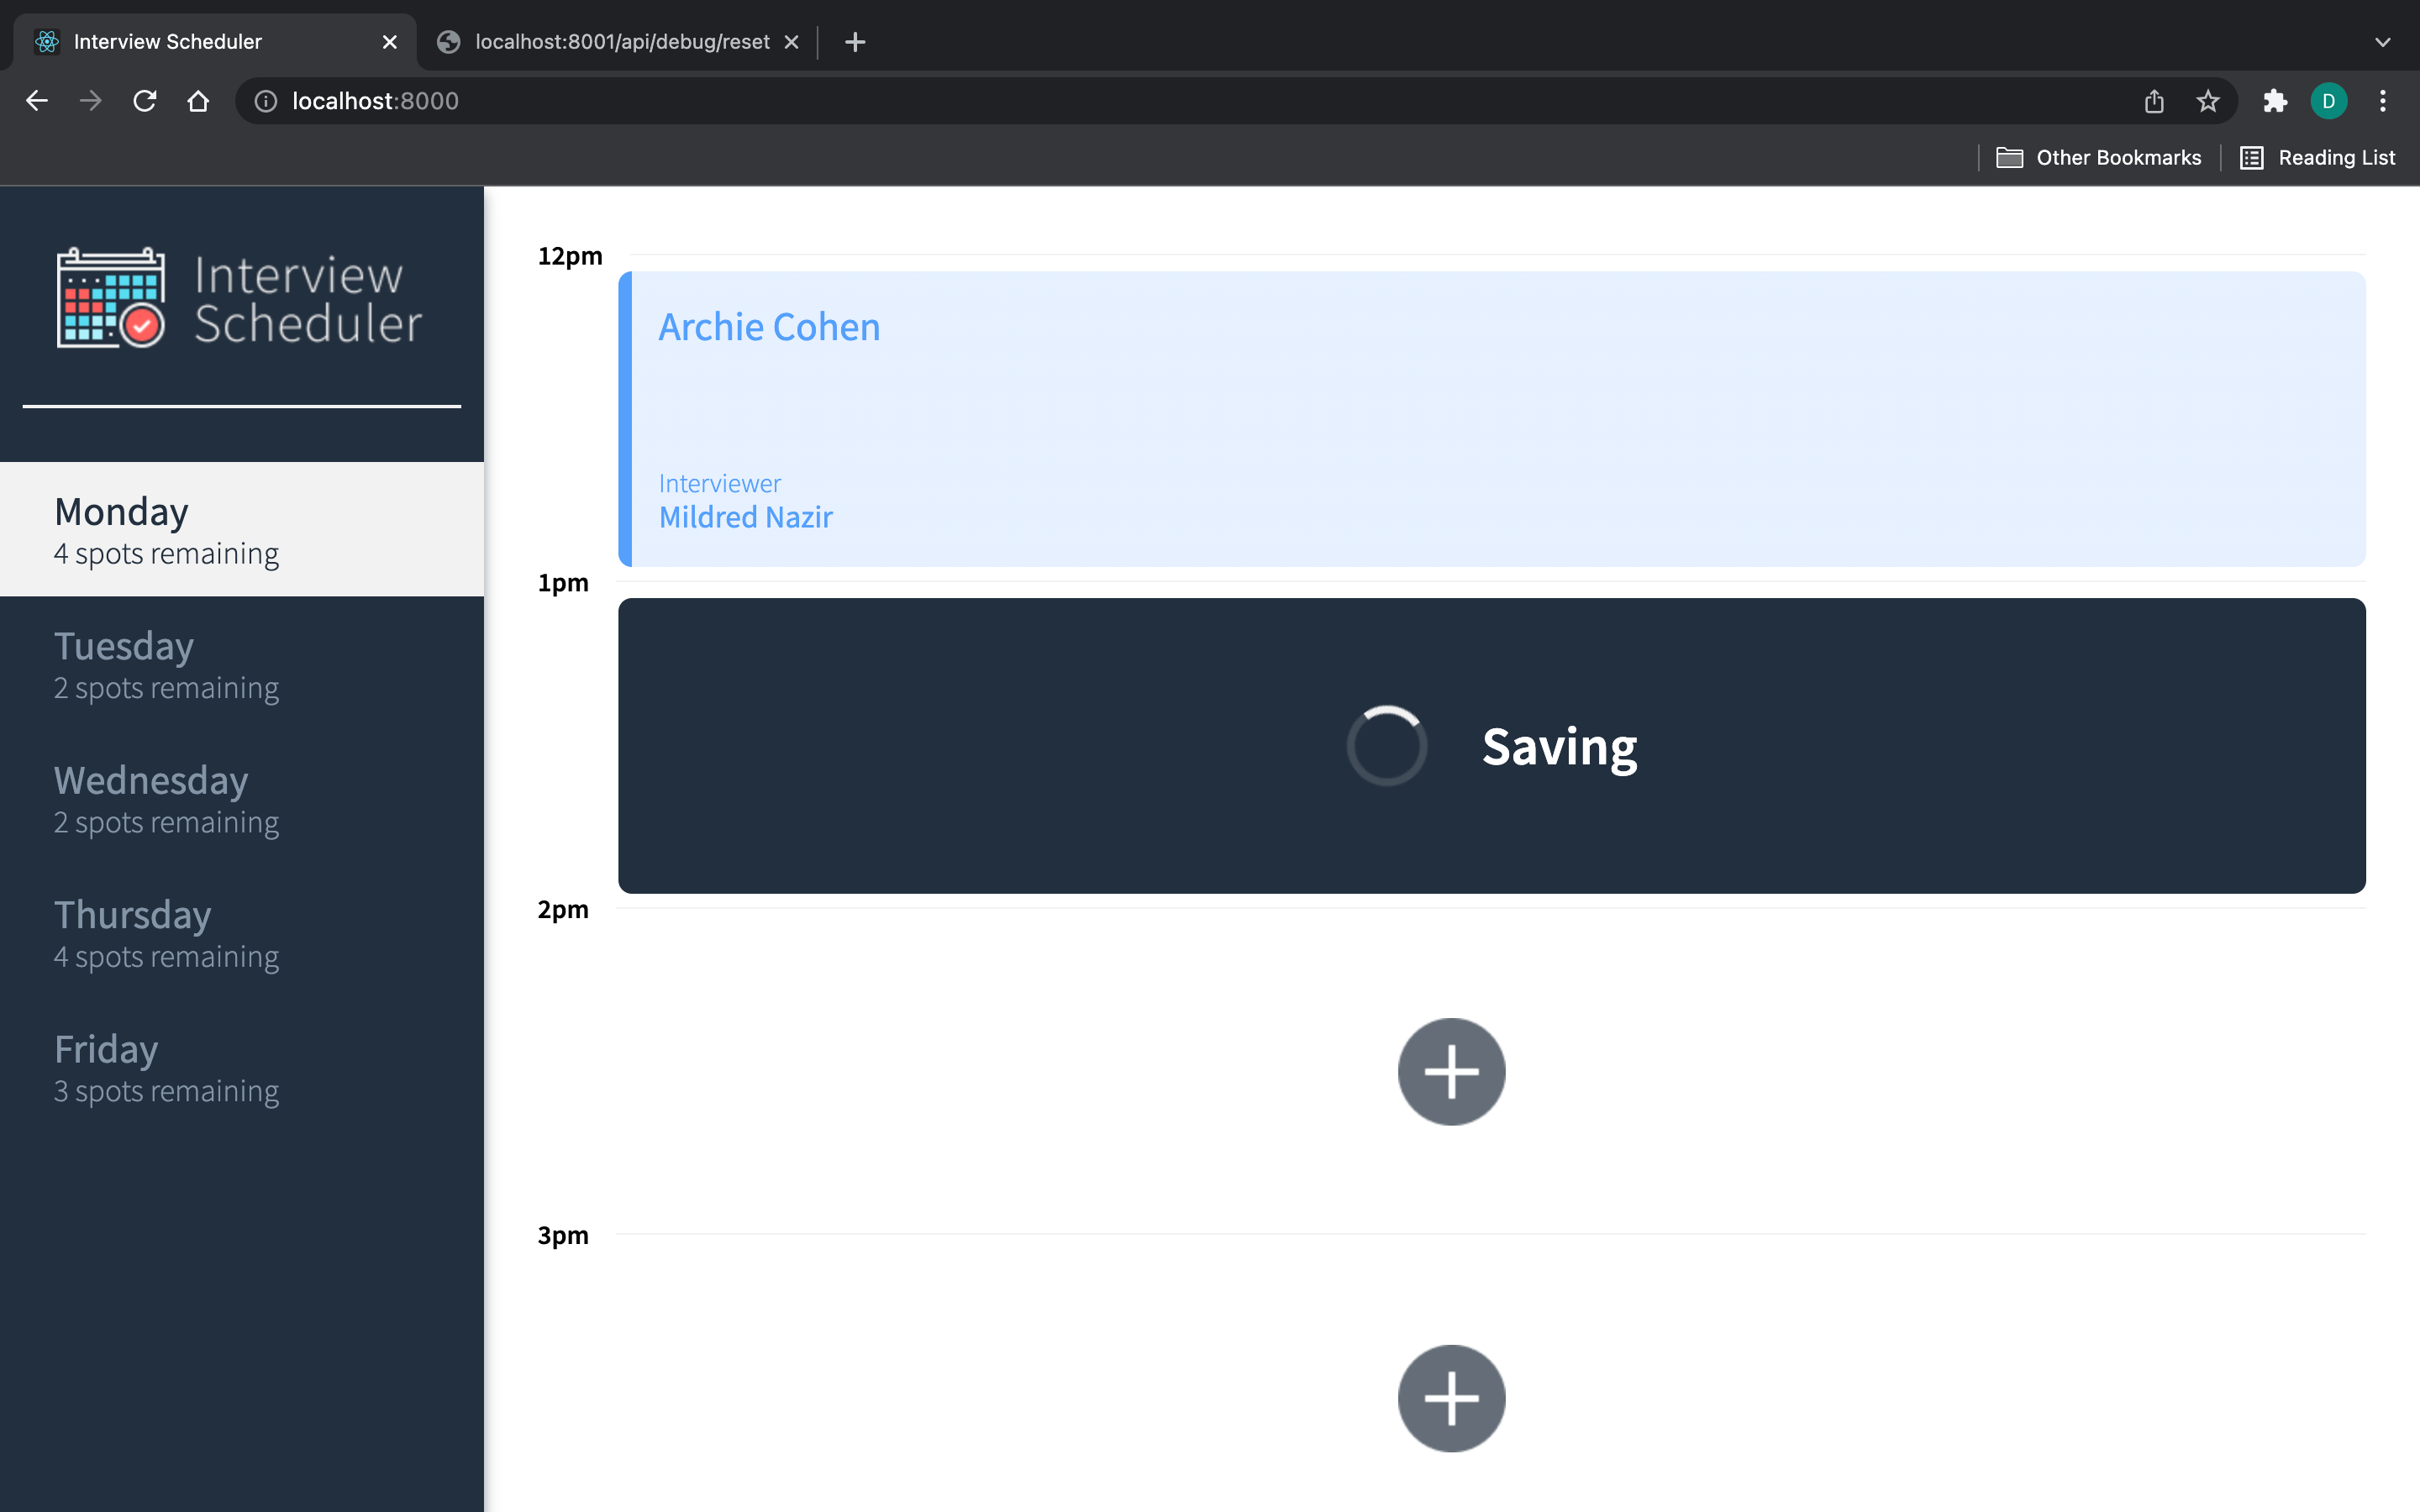 Interview Scheduler
localhost:8001/api/debug/reset
localhost:8000
D
Other Bookmarks
Reading List
Interview
Scheduler
Monday
4 spots remaining
Tuesday
2 spots remaining
Wednesday
2 spots remaining
Thursday
4 spots remaining
Friday
3 spots remaining
12pm
Archie Cohen
Interviewer
Mildred Nazir
1pm
Saving
2pm
3pm